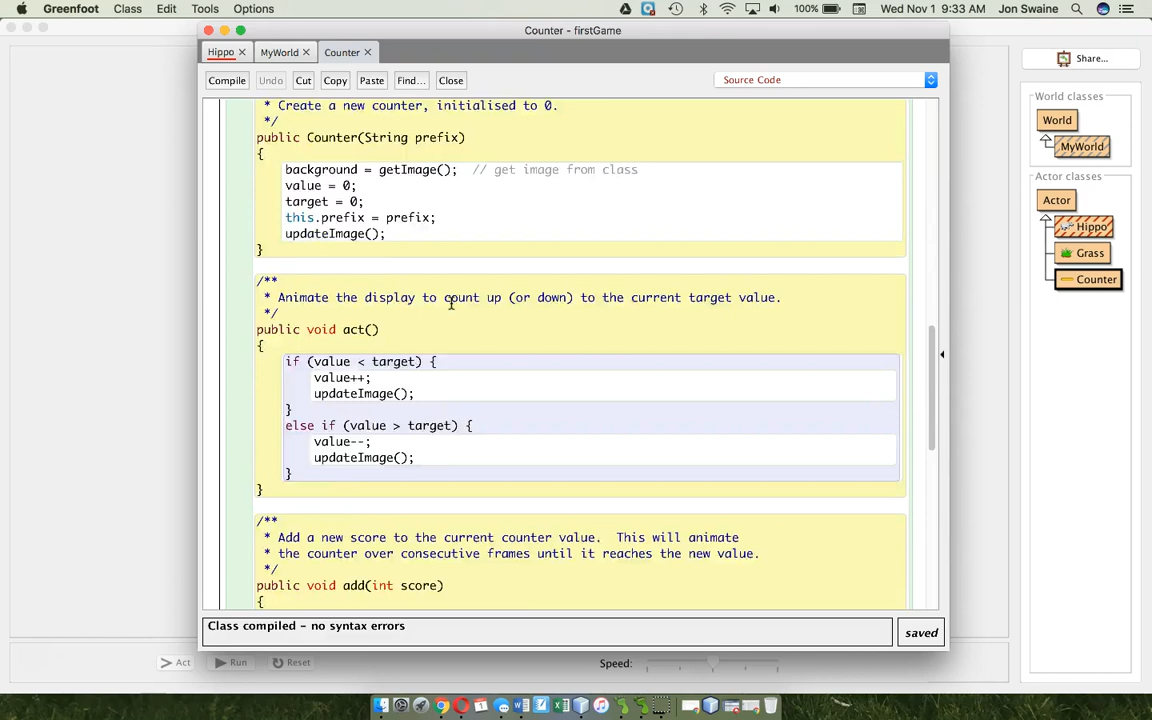 Greenfoot Class Edit Tools Options 100% Wed Nov 1 9:33 AM Jon Swaine
Counter - firstGame
Hippo MyWorld Counter
Compile Undo Cut Copy Paste Find... Close Source Code
* Create a new counter, initialised to 0.
*/
public Counter(String prefix)
{
background = getImage(); // get image from class
value = 0;
target = 0;
this.prefix = prefix;
updateImage();
}
/**
* Animate the display to count up (or down) to the current target value.
*/
public void act()
{
if (value < target) {
value++;
updateImage();
}
else if (value > target) {
value--;
updateImage();
}
}
/**
* Add a new score to the current counter value. This will animate
* the counter over consecutive frames until it reaches the new value.
*/
public void add(int score)
{
Class compiled - no syntax errors
saved
Share...
World classes
World
MyWorld
Actor classes
Actor
Hippo
Grass
Counter
Act Run Reset Speed: